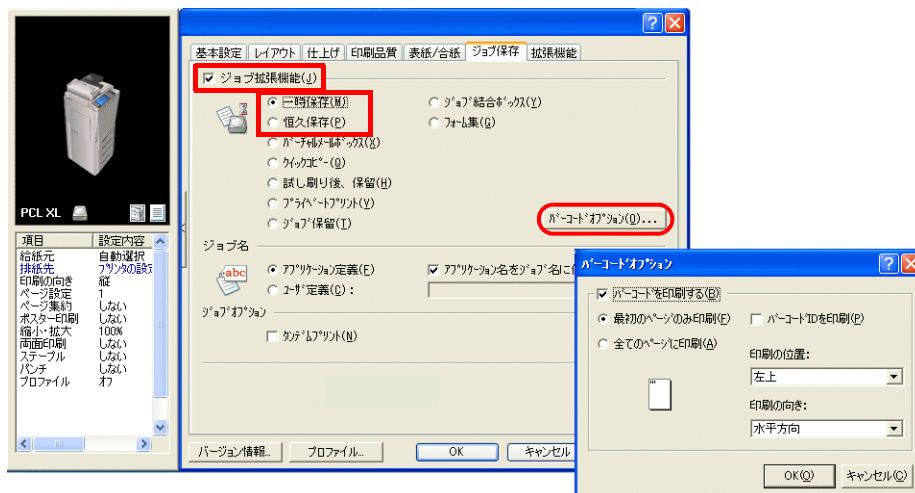 基本設定 レイアウト 仕上げ 印刷品質 表紙/合紙 ジョブ保存 拡張機能
ジョブ拡張機能(J)
一時保存(M)
恒久保存(P)
バーチャルメールボックス(X)
クイックコピー(Q)
試し刷り後、保留(H)
プライベートプリント(Y)
ジョブ保留(T)
ジョブ結合ボックス(Y)
フォーム集(G)
バーコードオプション(O)...
ジョブ名
アプリケーション定義(F)
ユーザ定義(C):
アプリケーション名をジョブ名に
ジョブオプション
タンデムプリント(N)
バージョン情報... プロファイル... OK キャンセル
PCL XL
項目 設定内容
給紙元 自動選択
排紙先 プリンタの設定
印刷の向き 縦
ページ設定 1
ページ集約 しない
ポスター印刷 しない
縮小・拡大 100%
両面印刷 しない
ステープル しない
パンチ しない
プロファイル オフ
バーコードオプション
バーコードを印刷する(B)
最初のページのみ印刷(F)
全てのページに印刷(A)
バーコードIDを印刷(P)
印刷の位置:
左上
印刷の向き:
水平方向
OK(O) キャンセル(C)
abc